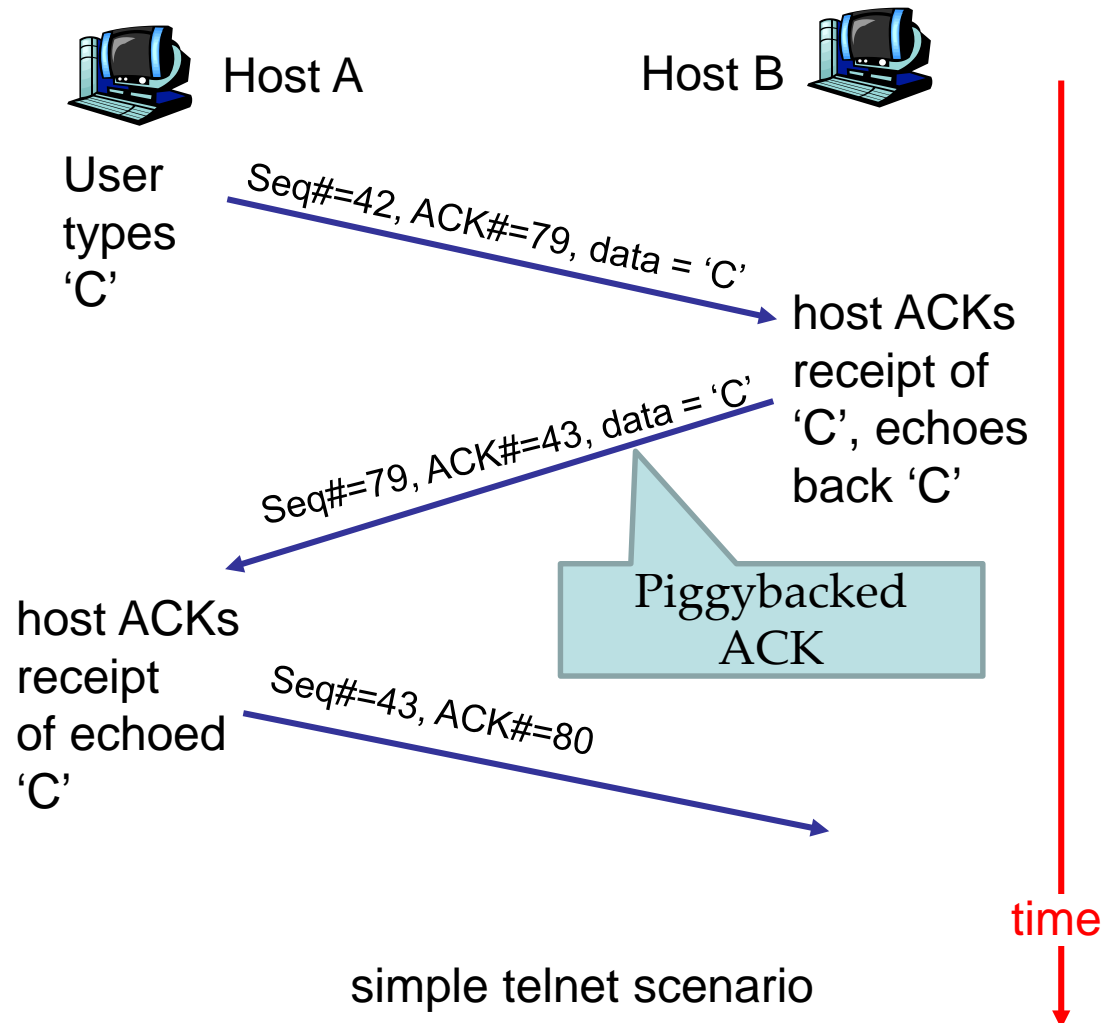 Host A
Host B
User
types
‘C’
Seq#=42, ACK#=79, data = ‘C’
host ACKs
receipt of
‘C’, echoes
back ‘C’
Seq#=79, ACK#=43, data = ‘C’
Piggybacked
ACK
host ACKs
receipt
of echoed
‘C’
Seq#=43, ACK#=80
time
simple telnet scenario